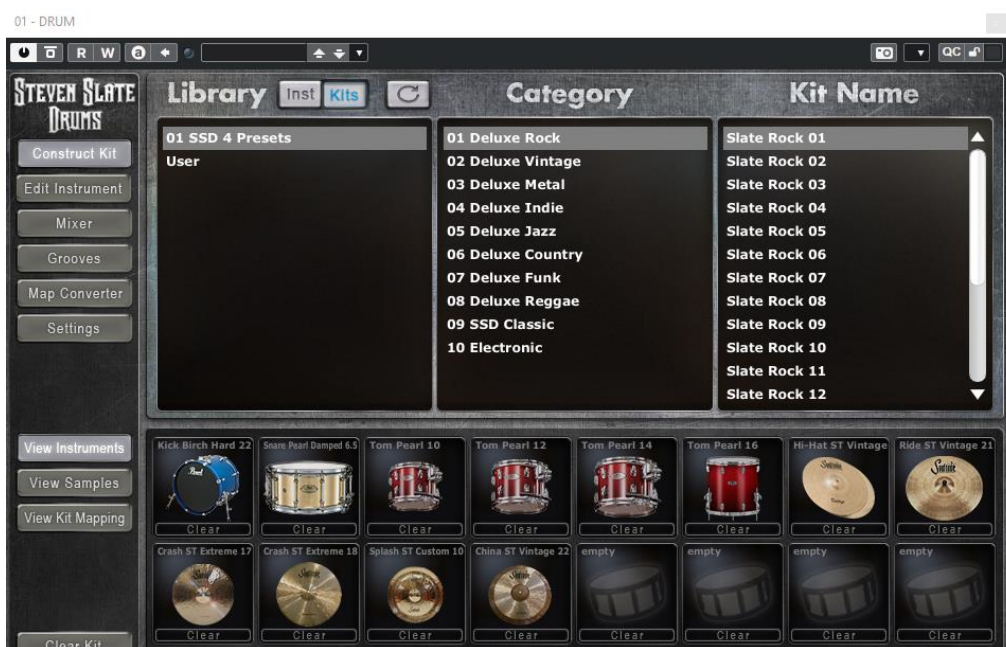 01 - DRUM
R W a QC
STEVEN SLATE
DRUMS
Library Inst Kits Category Kit Name
Construct Kit
Edit Instrument
Mixer
Grooves
Map Converter
Settings
01 SSD 4 Presets
User
01 Deluxe Rock
02 Deluxe Vintage
03 Deluxe Metal
04 Deluxe Indie
05 Deluxe Jazz
06 Deluxe Country
07 Deluxe Funk
08 Deluxe Reggae
09 SSD Classic
10 Electronic
Slate Rock 01
Slate Rock 02
Slate Rock 03
Slate Rock 04
Slate Rock 05
Slate Rock 06
Slate Rock 07
Slate Rock 08
Slate Rock 09
Slate Rock 10
Slate Rock 11
Slate Rock 12
View Instruments
View Samples
View Kit Mapping
Clear Kit
Kick Birch Hard 22 Snare Pearl Damped 6.5 Tom Pearl 10 Tom Pearl 12 Tom Pearl 14 Tom Pearl 16 Hi-Hat ST Vintage Ride ST Vintage 21
Clear Clear Clear Clear Clear Clear Clear Clear
Crash ST Extreme 17 Crash ST Extreme 18 Splash ST Custom 10 China ST Vintage 22 empty empty empty empty
Clear Clear Clear Clear Clear Clear Clear Clear